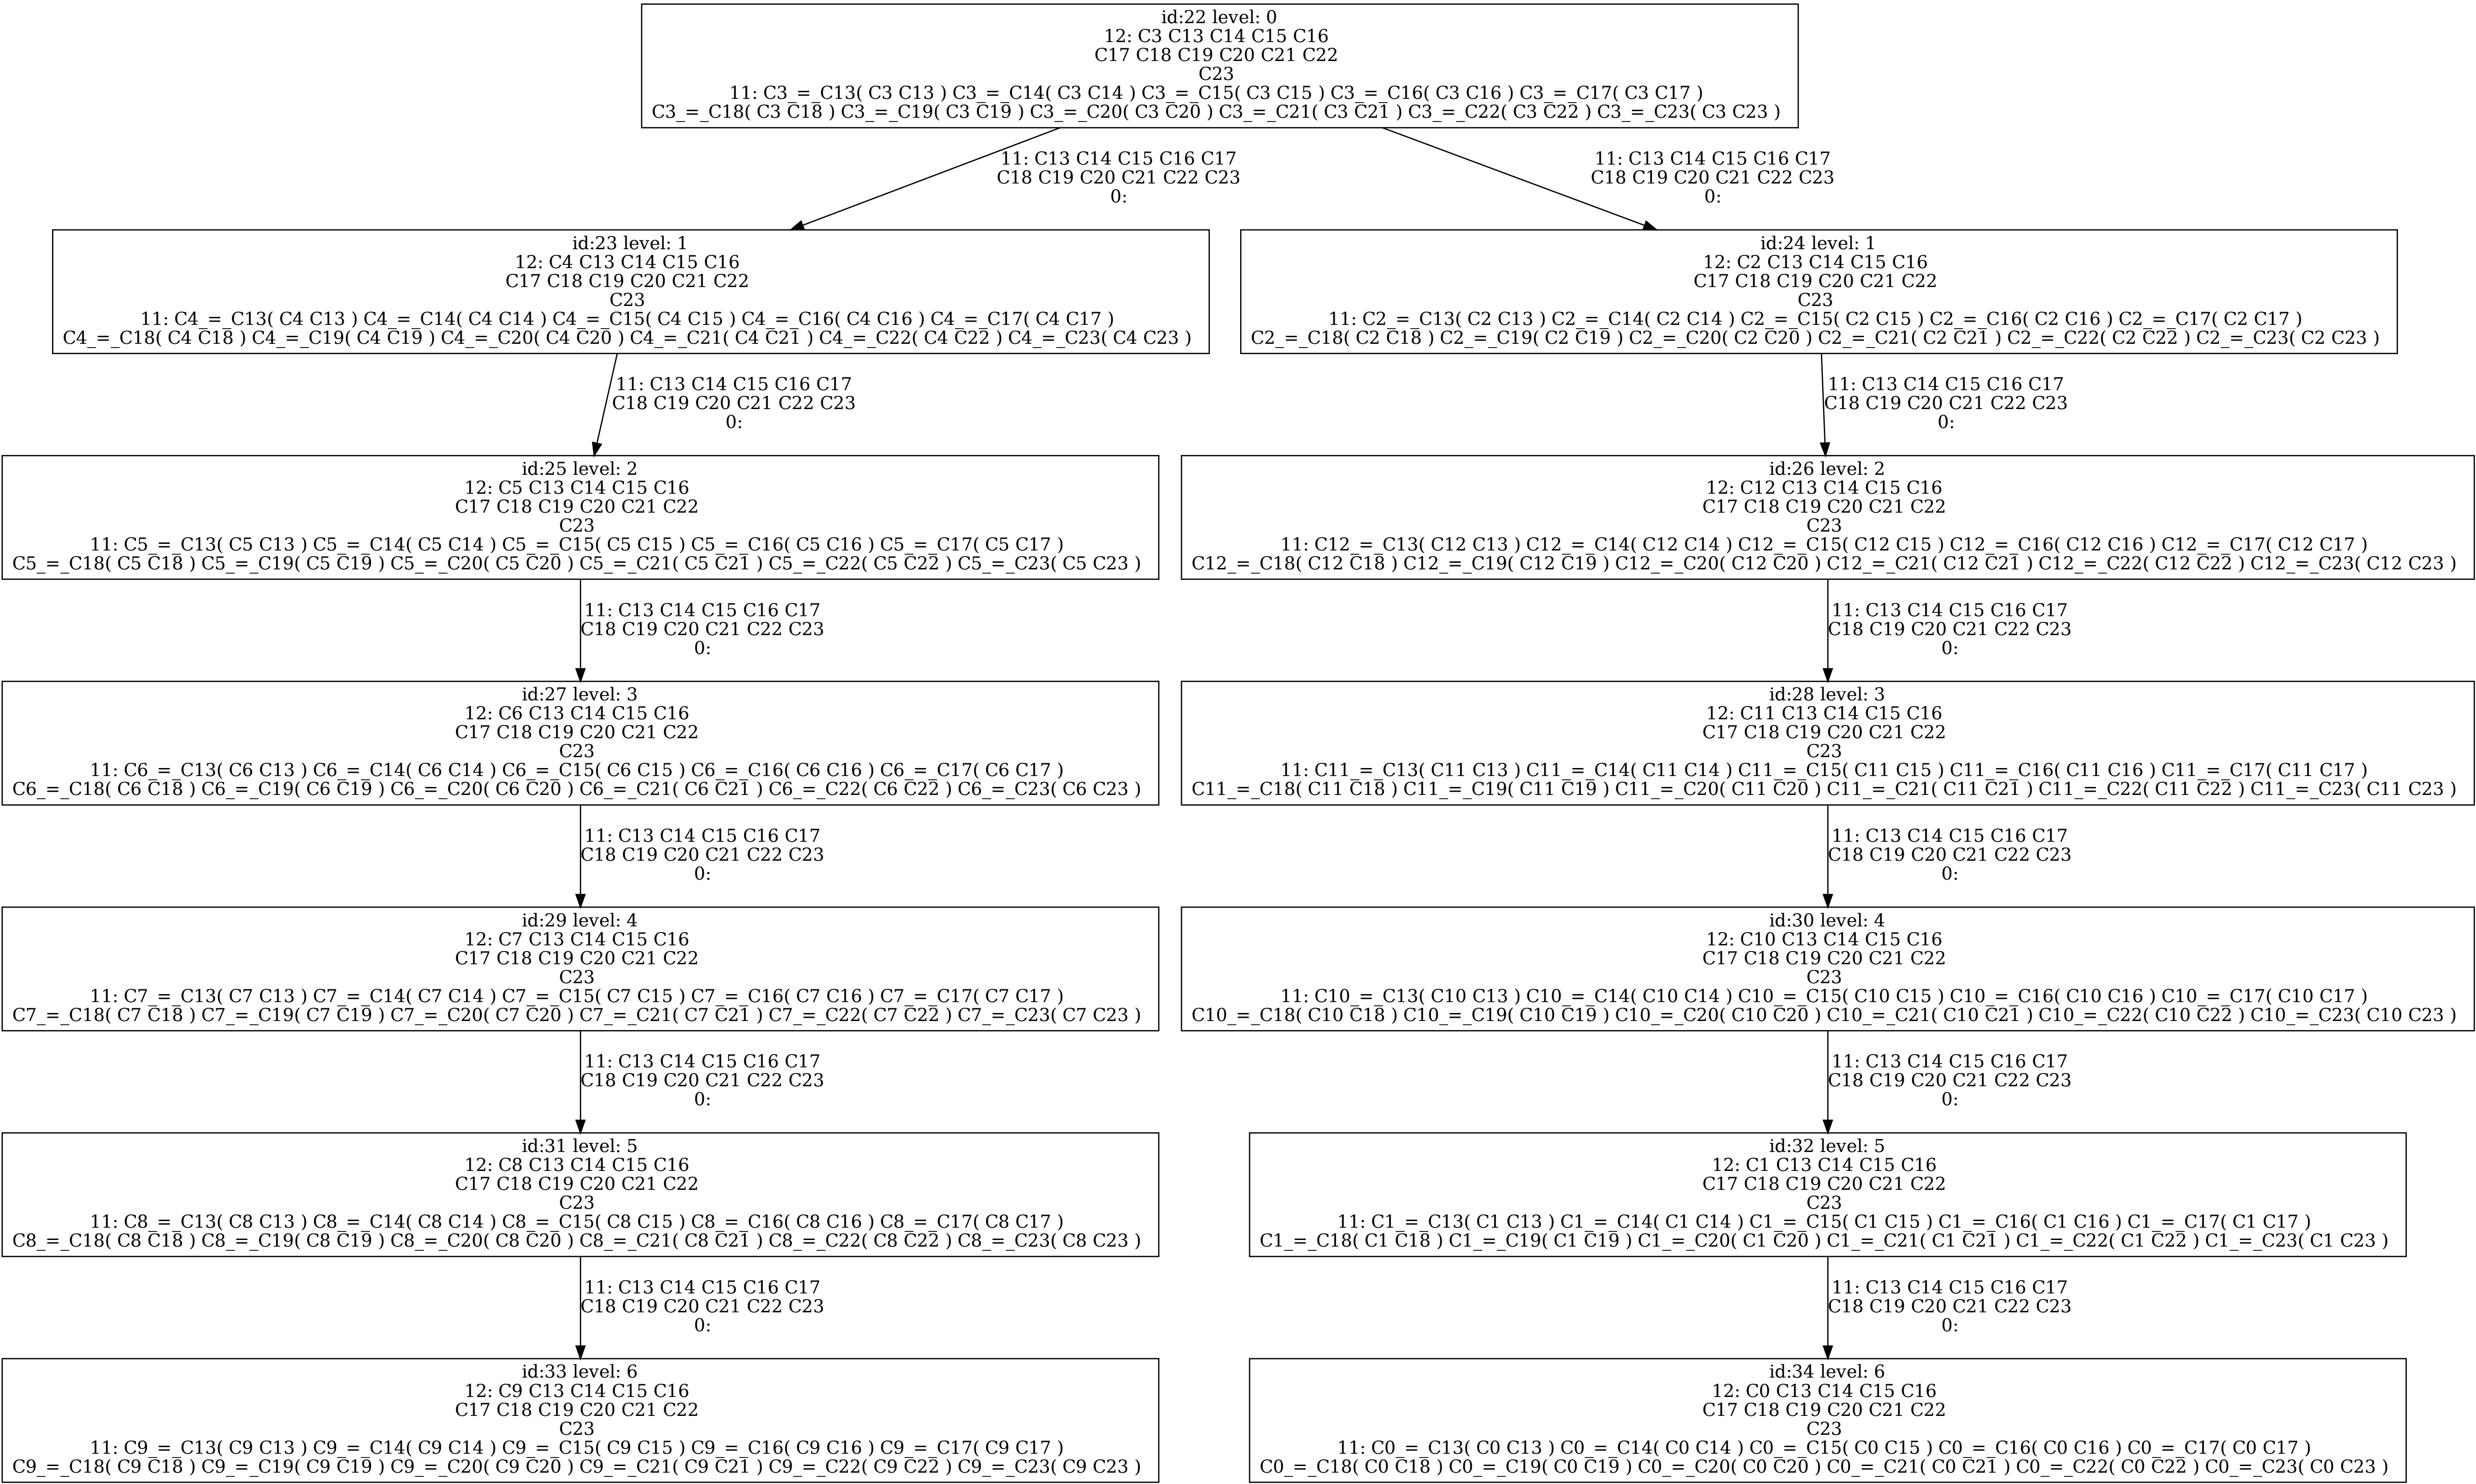 id:22 level: 0
12: C3 C13 C14 C15 C16
C17 C18 C19 C20 C21 C22
C23
11: C3_=_C13( C3 C13 ) C3_=_C14( C3 C14 ) C3_=_C15( C3 C15 ) C3_=_C16( C3 C16 ) C3_=_C17( C3 C17 )
C3_=_C18( C3 C18 ) C3_=_C19( C3 C19 ) C3_=_C20( C3 C20 ) C3_=_C21( C3 C21 ) C3_=_C22( C3 C22 ) C3_=_C23( C3 C23 )
11: C13 C14 C15 C16 C17
C18 C19 C20 C21 C22 C23
0:
11: C13 C14 C15 C16 C17
C18 C19 C20 C21 C22 C23
0:
id:23 level: 1
12: C4 C13 C14 C15 C16
C17 C18 C19 C20 C21 C22
C23
11: C4_=_C13( C4 C13 ) C4_=_C14( C4 C14 ) C4_=_C15( C4 C15 ) C4_=_C16( C4 C16 ) C4_=_C17( C4 C17 )
C4_=_C18( C4 C18 ) C4_=_C19( C4 C19 ) C4_=_C20( C4 C20 ) C4_=_C21( C4 C21 ) C4_=_C22( C4 C22 ) C4_=_C23( C4 C23 )
id:24 level: 1
12: C2 C13 C14 C15 C16
C17 C18 C19 C20 C21 C22
C23
11: C2_=_C13( C2 C13 ) C2_=_C14( C2 C14 ) C2_=_C15( C2 C15 ) C2_=_C16( C2 C16 ) C2_=_C17( C2 C17 )
C2_=_C18( C2 C18 ) C2_=_C19( C2 C19 ) C2_=_C20( C2 C20 ) C2_=_C21( C2 C21 ) C2_=_C22( C2 C22 ) C2_=_C23( C2 C23 )
11: C13 C14 C15 C16 C17
C18 C19 C20 C21 C22 C23
0:
11: C13 C14 C15 C16 C17
C18 C19 C20 C21 C22 C23
0:
id:25 level: 2
12: C5 C13 C14 C15 C16
C17 C18 C19 C20 C21 C22
C23
11: C5_=_C13( C5 C13 ) C5_=_C14( C5 C14 ) C5_=_C15( C5 C15 ) C5_=_C16( C5 C16 ) C5_=_C17( C5 C17 )
C5_=_C18( C5 C18 ) C5_=_C19( C5 C19 ) C5_=_C20( C5 C20 ) C5_=_C21( C5 C21 ) C5_=_C22( C5 C22 ) C5_=_C23( C5 C23 )
id:26 level: 2
12: C12 C13 C14 C15 C16
C17 C18 C19 C20 C21 C22
C23
11: C12_=_C13( C12 C13 ) C12_=_C14( C12 C14 ) C12_=_C15( C12 C15 ) C12_=_C16( C12 C16 ) C12_=_C17( C12 C17 )
C12_=_C18( C12 C18 ) C12_=_C19( C12 C19 ) C12_=_C20( C12 C20 ) C12_=_C21( C12 C21 ) C12_=_C22( C12 C22 ) C12_=_C23( C12 C23 )
11: C13 C14 C15 C16 C17
C18 C19 C20 C21 C22 C23
0:
11: C13 C14 C15 C16 C17
C18 C19 C20 C21 C22 C23
0:
id:27 level: 3
12: C6 C13 C14 C15 C16
C17 C18 C19 C20 C21 C22
C23
11: C6_=_C13( C6 C13 ) C6_=_C14( C6 C14 ) C6_=_C15( C6 C15 ) C6_=_C16( C6 C16 ) C6_=_C17( C6 C17 )
C6_=_C18( C6 C18 ) C6_=_C19( C6 C19 ) C6_=_C20( C6 C20 ) C6_=_C21( C6 C21 ) C6_=_C22( C6 C22 ) C6_=_C23( C6 C23 )
id:28 level: 3
12: C11 C13 C14 C15 C16
C17 C18 C19 C20 C21 C22
C23
11: C11_=_C13( C11 C13 ) C11_=_C14( C11 C14 ) C11_=_C15( C11 C15 ) C11_=_C16( C11 C16 ) C11_=_C17( C11 C17 )
C11_=_C18( C11 C18 ) C11_=_C19( C11 C19 ) C11_=_C20( C11 C20 ) C11_=_C21( C11 C21 ) C11_=_C22( C11 C22 ) C11_=_C23( C11 C23 )
11: C13 C14 C15 C16 C17
C18 C19 C20 C21 C22 C23
0:
11: C13 C14 C15 C16 C17
C18 C19 C20 C21 C22 C23
0:
id:29 level: 4
12: C7 C13 C14 C15 C16
C17 C18 C19 C20 C21 C22
C23
11: C7_=_C13( C7 C13 ) C7_=_C14( C7 C14 ) C7_=_C15( C7 C15 ) C7_=_C16( C7 C16 ) C7_=_C17( C7 C17 )
C7_=_C18( C7 C18 ) C7_=_C19( C7 C19 ) C7_=_C20( C7 C20 ) C7_=_C21( C7 C21 ) C7_=_C22( C7 C22 ) C7_=_C23( C7 C23 )
id:30 level: 4
12: C10 C13 C14 C15 C16
C17 C18 C19 C20 C21 C22
C23
11: C10_=_C13( C10 C13 ) C10_=_C14( C10 C14 ) C10_=_C15( C10 C15 ) C10_=_C16( C10 C16 ) C10_=_C17( C10 C17 )
C10_=_C18( C10 C18 ) C10_=_C19( C10 C19 ) C10_=_C20( C10 C20 ) C10_=_C21( C10 C21 ) C10_=_C22( C10 C22 ) C10_=_C23( C10 C23 )
11: C13 C14 C15 C16 C17
C18 C19 C20 C21 C22 C23
0:
11: C13 C14 C15 C16 C17
C18 C19 C20 C21 C22 C23
0:
id:31 level: 5
12: C8 C13 C14 C15 C16
C17 C18 C19 C20 C21 C22
C23
11: C8_=_C13( C8 C13 ) C8_=_C14( C8 C14 ) C8_=_C15( C8 C15 ) C8_=_C16( C8 C16 ) C8_=_C17( C8 C17 )
C8_=_C18( C8 C18 ) C8_=_C19( C8 C19 ) C8_=_C20( C8 C20 ) C8_=_C21( C8 C21 ) C8_=_C22( C8 C22 ) C8_=_C23( C8 C23 )
id:32 level: 5
12: C1 C13 C14 C15 C16
C17 C18 C19 C20 C21 C22
C23
11: C1_=_C13( C1 C13 ) C1_=_C14( C1 C14 ) C1_=_C15( C1 C15 ) C1_=_C16( C1 C16 ) C1_=_C17( C1 C17 )
C1_=_C18( C1 C18 ) C1_=_C19( C1 C19 ) C1_=_C20( C1 C20 ) C1_=_C21( C1 C21 ) C1_=_C22( C1 C22 ) C1_=_C23( C1 C23 )
11: C13 C14 C15 C16 C17
C18 C19 C20 C21 C22 C23
0:
11: C13 C14 C15 C16 C17
C18 C19 C20 C21 C22 C23
0:
id:33 level: 6
12: C9 C13 C14 C15 C16
C17 C18 C19 C20 C21 C22
C23
11: C9_=_C13( C9 C13 ) C9_=_C14( C9 C14 ) C9_=_C15( C9 C15 ) C9_=_C16( C9 C16 ) C9_=_C17( C9 C17 )
C9_=_C18( C9 C18 ) C9_=_C19( C9 C19 ) C9_=_C20( C9 C20 ) C9_=_C21( C9 C21 ) C9_=_C22( C9 C22 ) C9_=_C23( C9 C23 )
id:34 level: 6
12: C0 C13 C14 C15 C16
C17 C18 C19 C20 C21 C22
C23
11: C0_=_C13( C0 C13 ) C0_=_C14( C0 C14 ) C0_=_C15( C0 C15 ) C0_=_C16( C0 C16 ) C0_=_C17( C0 C17 )
C0_=_C18( C0 C18 ) C0_=_C19( C0 C19 ) C0_=_C20( C0 C20 ) C0_=_C21( C0 C21 ) C0_=_C22( C0 C22 ) C0_=_C23( C0 C23 )